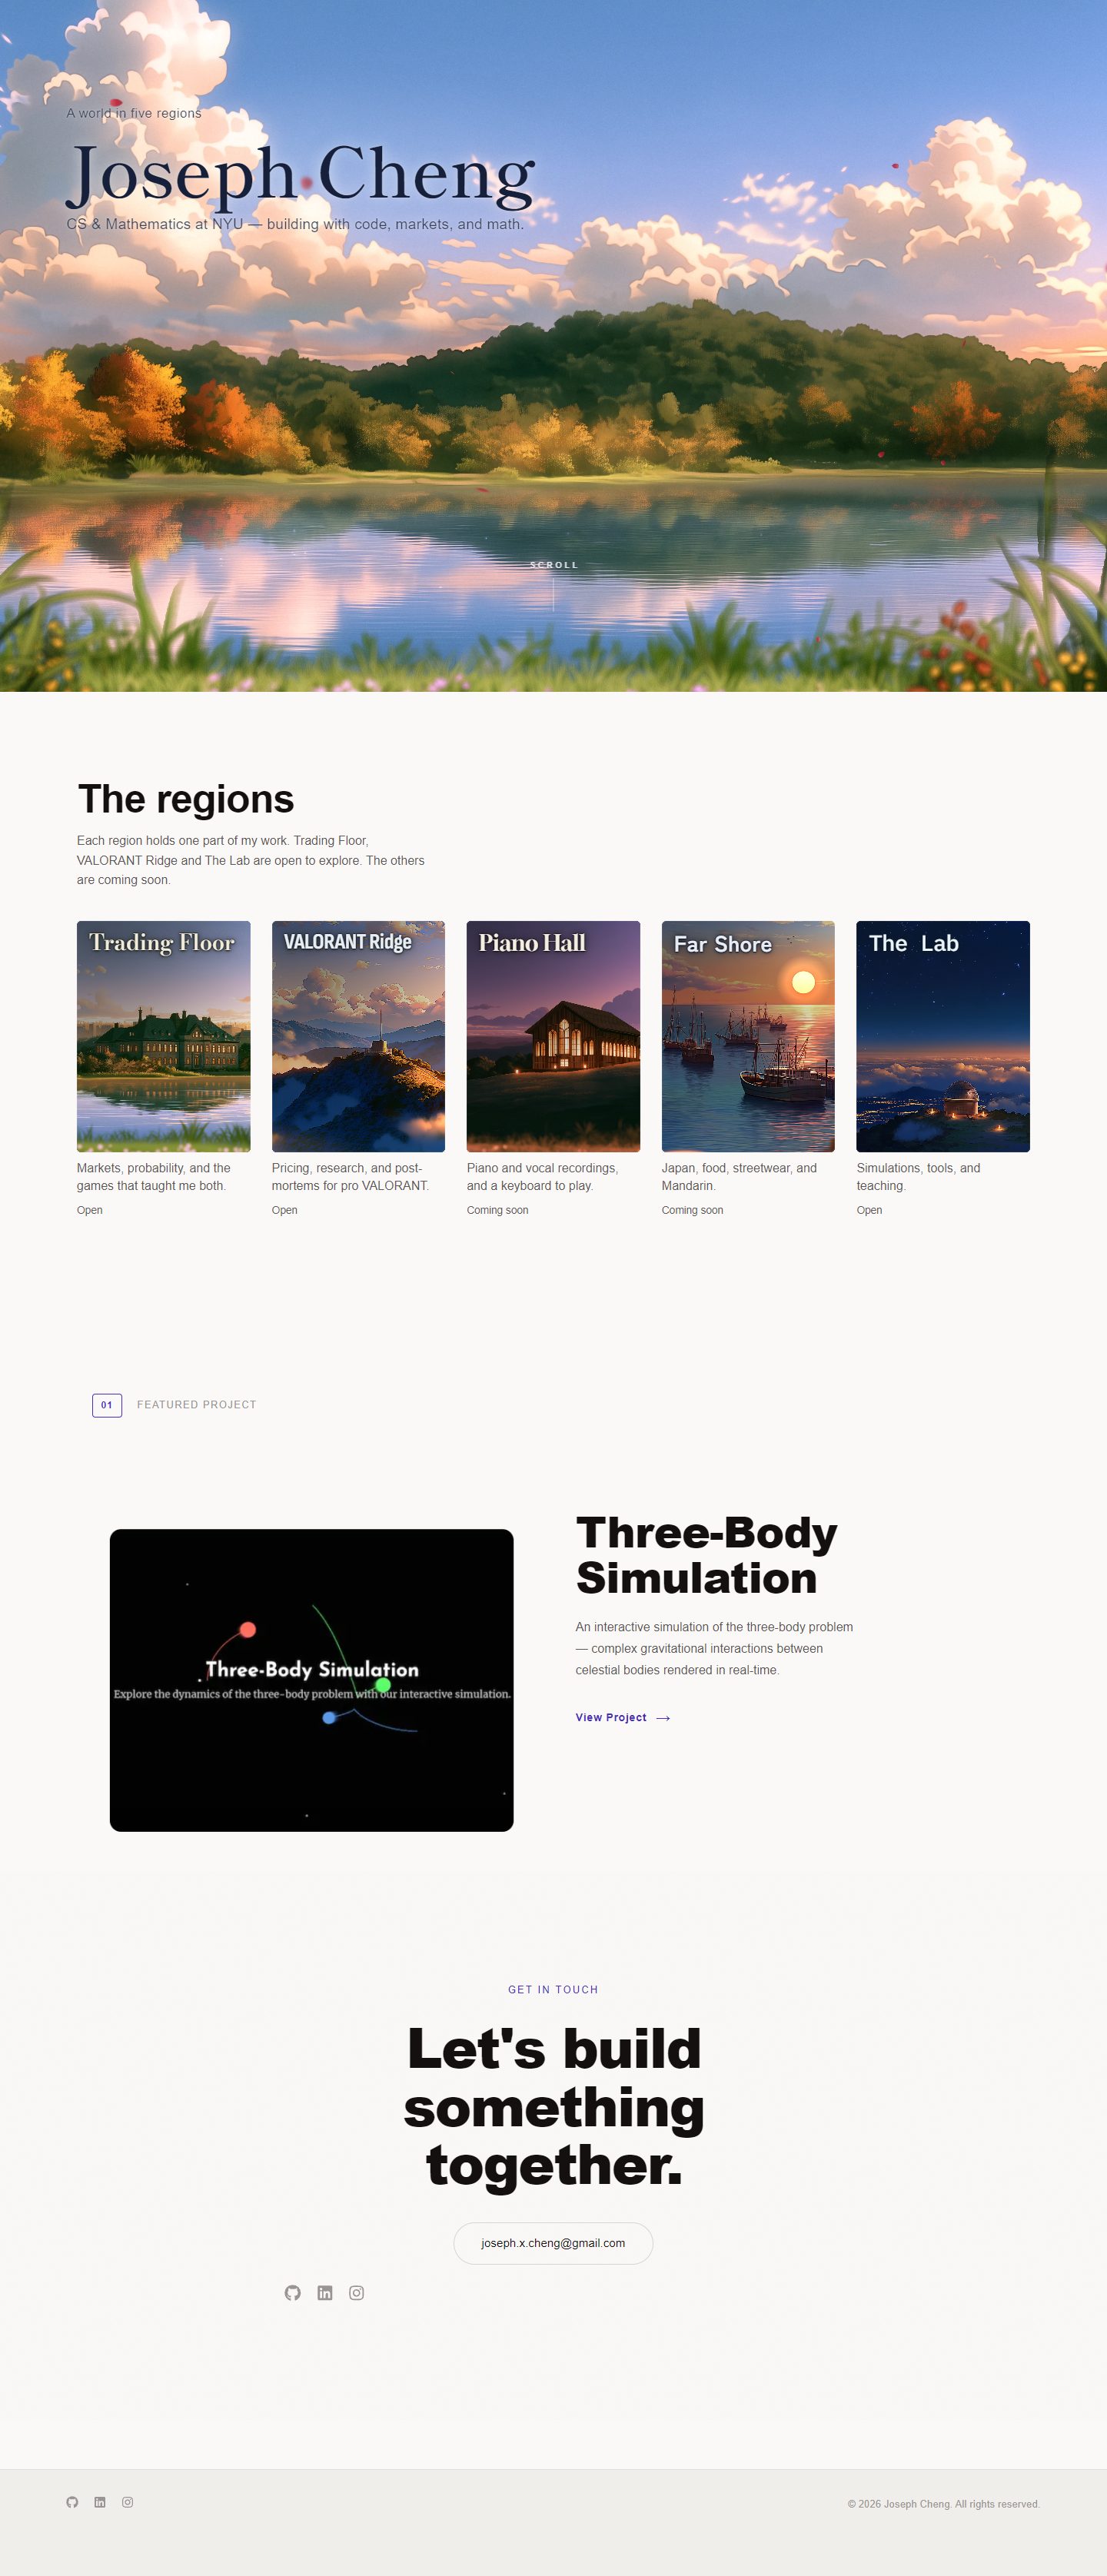 A world in five regions
Joseph Cheng
CS & Mathematics at NYU — building with code, markets, and math.
SCROLL
The regions
Each region holds one part of my work. Trading Floor,
VALORANT Ridge and The Lab are open to explore. The others
are coming soon.
Trading Floor
Markets, probability, and the
games that taught me both.
Open
VALORANT Ridge
Pricing, research, and post-
mortems for pro VALORANT.
Open
Piano Hall
Piano and vocal recordings,
and a keyboard to play.
Coming soon
Far Shore
Japan, food, streetwear, and
Mandarin.
Coming soon
The Lab
Simulations, tools, and
teaching.
Open
01 FEATURED PROJECT
Three-Body Simulation
Explore the dynamics of the three-body problem with our interactive simulation.
Three-Body
Simulation
An interactive simulation of the three-body problem
— complex gravitational interactions between
celestial bodies rendered in real-time.
View Project →
GET IN TOUCH
Let's build
something
together.
joseph.x.cheng@gmail.com
© 2026 Joseph Cheng. All rights reserved.